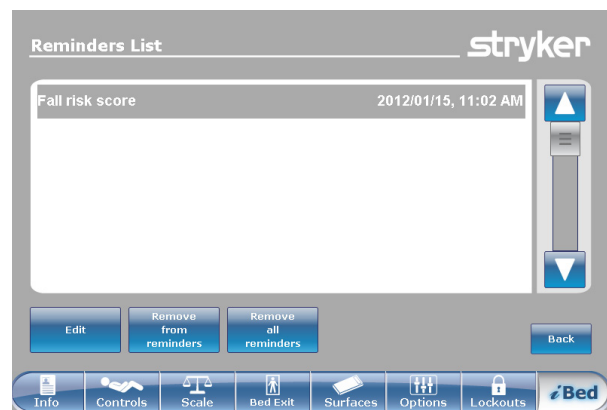 Reminders List
stryker
Fall risk score 2012/01/15, 11:02 AM
Edit
Remove
from
reminders
Remove
all
reminders
Back
Info
Controls
Scale
Bed Exit
Surfaces
Options
Lockouts
iBed